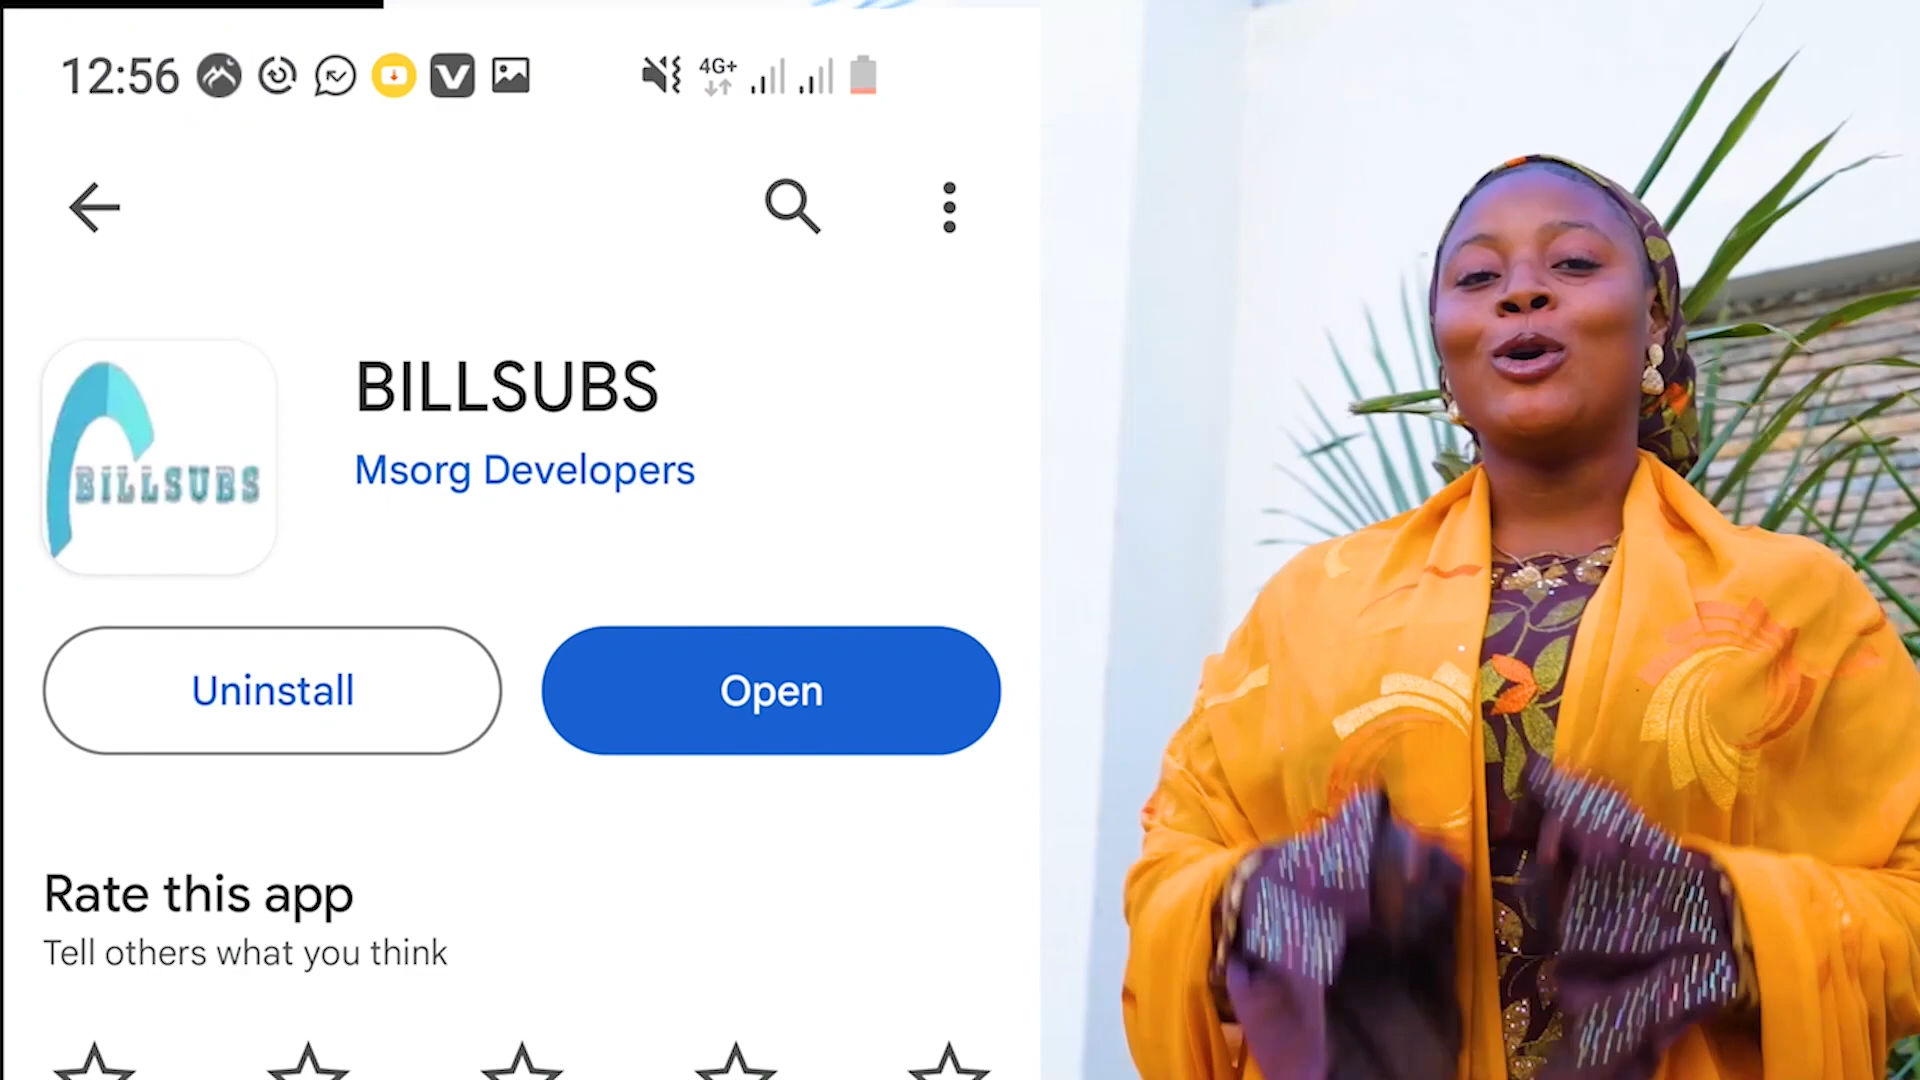 12:56
4G+
BILLSUBS
BILLSUBS
Msorg Developers
Uninstall
Open
Rate this app
Tell others what you think